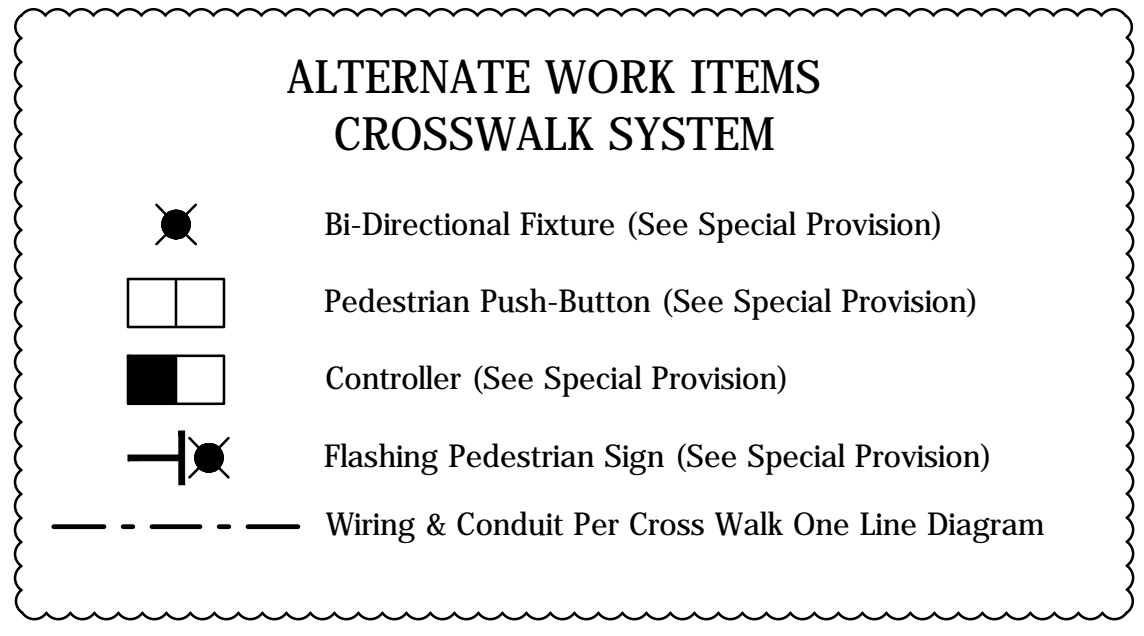 ALTERNATE WORK ITEMS
CROSSWALK SYSTEM
Bi-Directional Fixture (See Special Provision)
Pedestrian Push-Button (See Special Provision)
Controller (See Special Provision)
Flashing Pedestrian Sign (See Special Provision)
Wiring & Conduit Per Cross Walk One Line Diagram